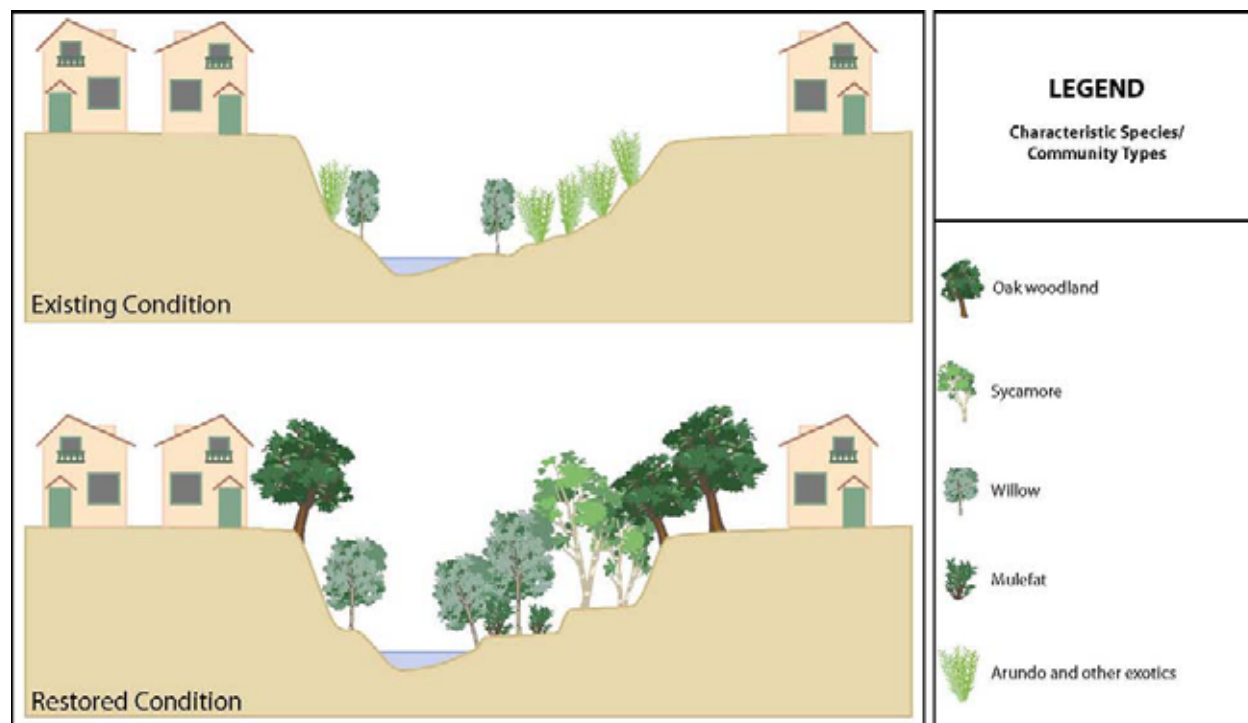 Existing Condition
Restored Condition
LEGEND
Characteristic Species/
Community Types
Oak woodland
Sycamore
Willow
Mulefat
Arundo and other exotics